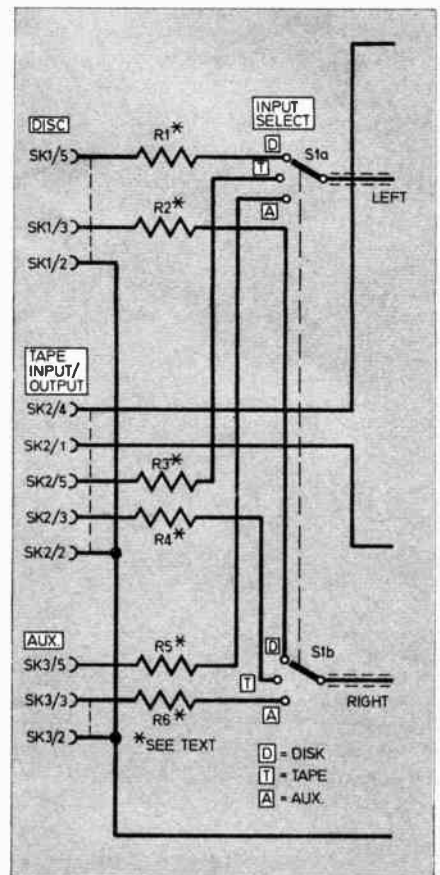 DISC
INPUT
SELECT
R1*
D
S1a
SK1/5
T
LEFT
A
R2*
SK1/3
SK1/2
TAPE
INPUT/
OUTPUT
SK2/4
SK2/1
R3*
SK2/5
SK2/3
R4*
SK2/2
AUX.
R5*
D
S1b
SK3/5
T
RIGHT
SK3/3
R6*
A
SK3/2
*SEE TEXT
D = DISK
T = TAPE
A = AUX.